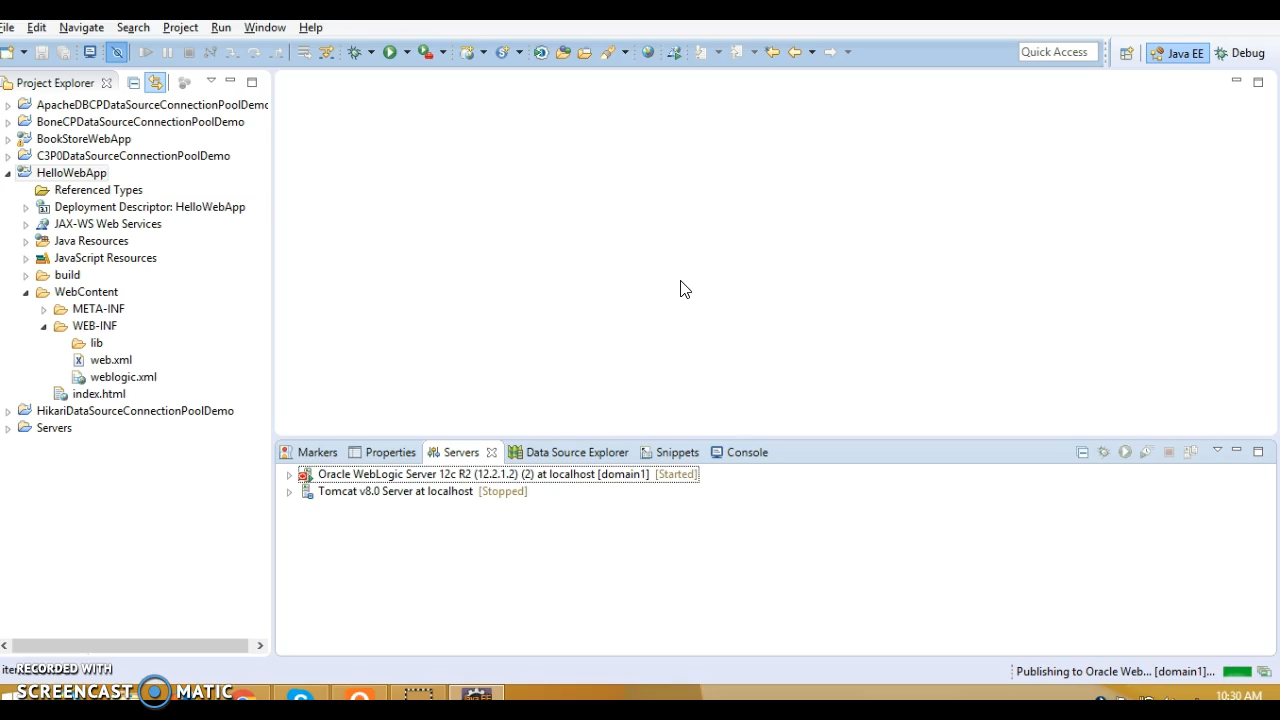 File Edit Navigate Search Project Run Window Help
Quick Access Java EE Debug
Project Explorer
ApacheDBCPDataSourceConnectionPoolDemo
BoneCPDataSourceConnectionPoolDemo
BookStoreWebApp
C3P0DataSourceConnectionPoolDemo
HelloWebApp
Referenced Types
Deployment Descriptor: HelloWebApp
JAX-WS Web Services
Java Resources
JavaScript Resources
build
WebContent
META-INF
WEB-INF
lib
web.xml
weblogic.xml
index.html
HikariDataSourceConnectionPoolDemo
Servers
Markers Properties Servers Data Source Explorer Snippets Console
Oracle WebLogic Server 12c R2 (12.2.1.2) (2) at localhost [domain1] [Started]
Tomcat v8.0 Server at localhost [Stopped]
Publishing to Oracle Web... [domain1]...
RECORDED WITH
SCREENCAST MATIC
Java EE
10:30 AM